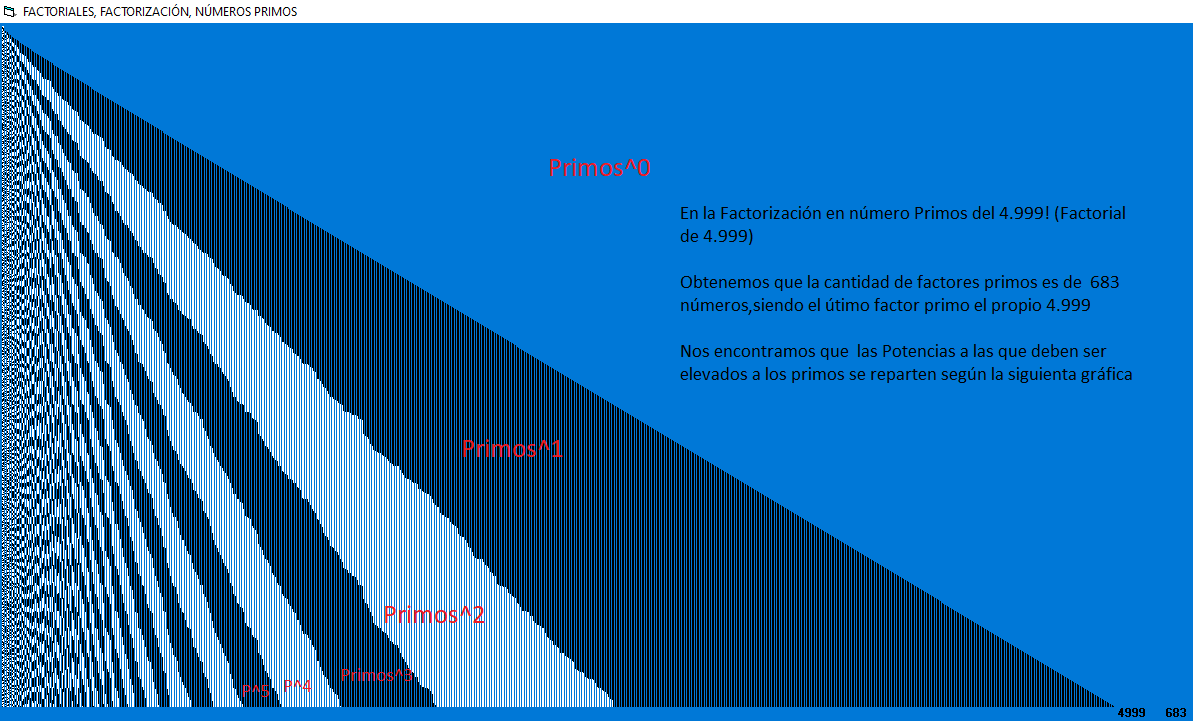 FACTORIALES, FACTORIZACIÓN, NÚMEROS PRIMOS
Primos^0
En la Factorización en número Primos del 4.999! (Factorial
de 4.999)
Obtenemos que la cantidad de factores primos es de  683
números,siendo el útimo factor primo el propio 4.999
Nos encontramos que  las Potencias a las que deben ser
elevados a los primos se reparten según la siguienta gráfica
Primos^1
Primos^2
Primos^3
P^4
P^5
4999 683